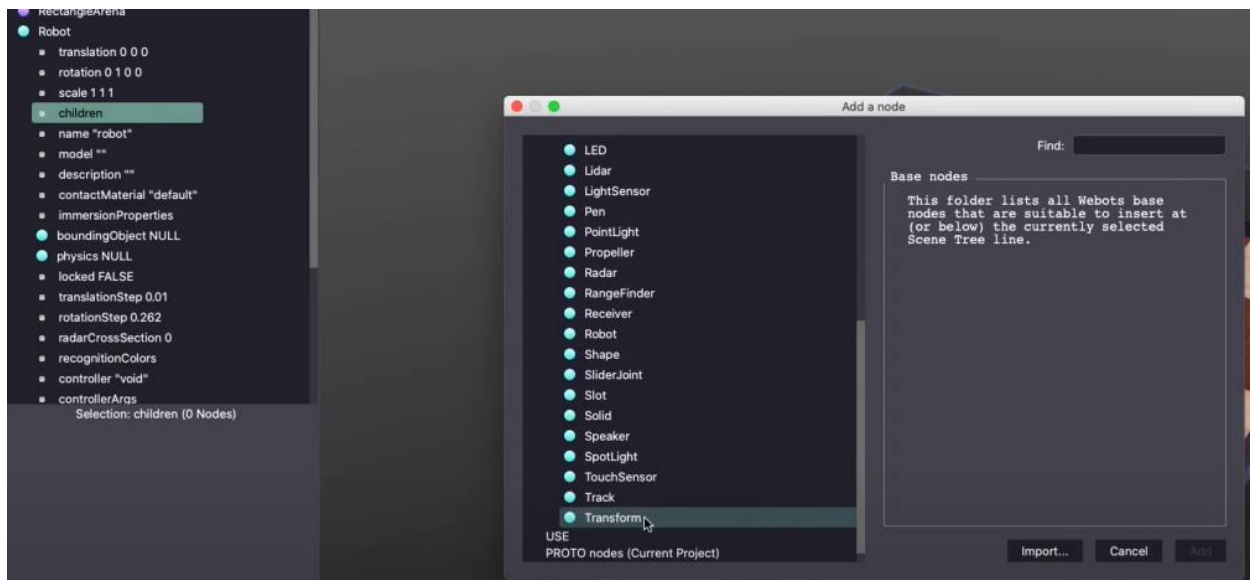 RectangleArena
Robot
translation 0 0 0
rotation 0 1 0 0
scale 1 1 1
children
name "robot"
model ""
description ""
contactMaterial "default"
immersionProperties
boundingObject NULL
physics NULL
locked FALSE
translationStep 0.01
rotationStep 0.262
radarCrossSection 0
recognitionColors
controller "void"
controllerArgs
Selection: children (0 Nodes)
Add a node
LED
Lidar
LightSensor
Pen
PointLight
Propeller
Radar
RangeFinder
Receiver
Robot
Shape
SliderJoint
Slot
Solid
Speaker
SpotLight
TouchSensor
Track
Transform
USE
PROTO nodes (Current Project)
Find:
Base nodes
This folder lists all Webots base
nodes that are suitable to insert at
(or below) the currently selected
Scene Tree line.
Import... Cancel Add